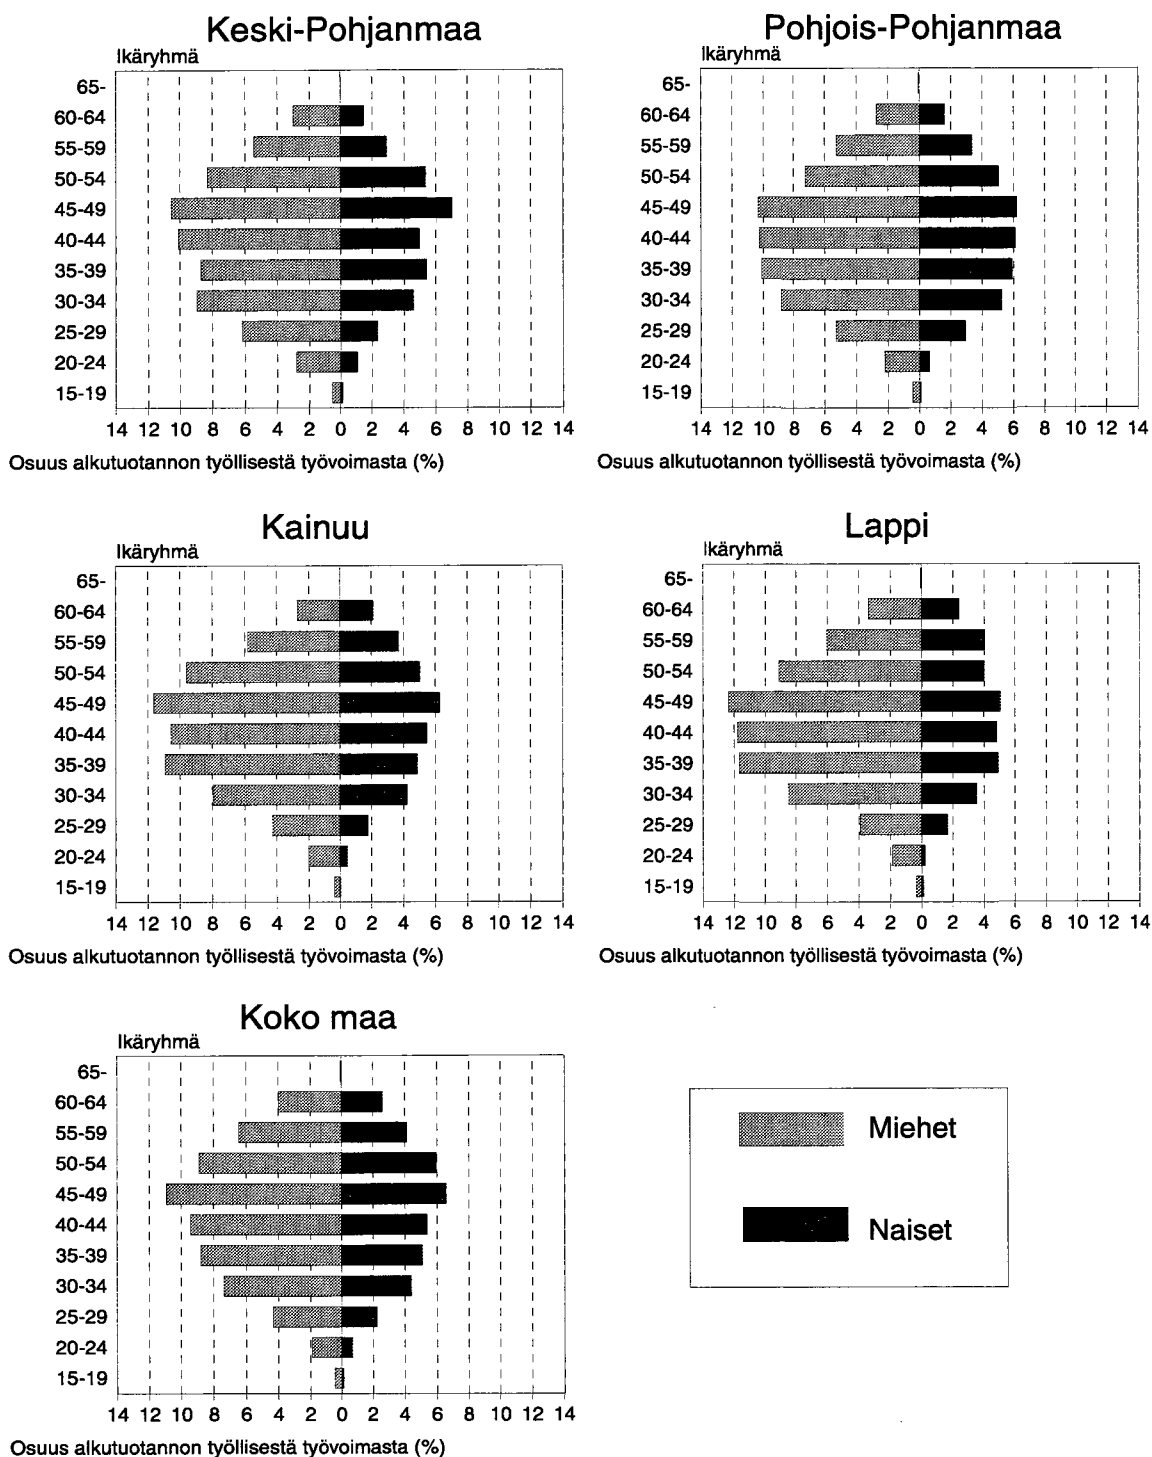 Keski-Pohjanmaa
Ikäryhmä
65-
60-64
55-59
50-54
45-49
40-44
35-39
30-34
25-29
20-24
15-19
14 12 10 8 6 4 2 0 2 4 6 8 10 12 14
Osuus alkutuotannon työllisestä työvoimasta (%)
Pohjois-Pohjanmaa
Ikäryhmä
65-
60-64
55-59
50-54
45-49
40-44
35-39
30-34
25-29
20-24
15-19
14 12 10 8 6 4 2 0 2 4 6 8 10 12 14
Osuus alkutuotannon työllisestä työvoimasta (%)
Kainuu
Ikäryhmä
65-
60-64
55-59
50-54
45-49
40-44
35-39
30-34
25-29
20-24
15-19
14 12 10 8 6 4 2 0 2 4 6 8 10 12 14
Osuus alkutuotannon työllisestä työvoimasta (%)
Lappi
Ikäryhmä
65-
60-64
55-59
50-54
45-49
40-44
35-39
30-34
25-29
20-24
15-19
14 12 10 8 6 4 2 0 2 4 6 8 10 12 14
Osuus alkutuotannon työllisestä työvoimasta (%)
Koko maa
Ikäryhmä
65-
60-64
55-59
50-54
45-49
40-44
35-39
30-34
25-29
20-24
15-19
14 12 10 8 6 4 2 0 2 4 6 8 10 12 14
Osuus alkutuotannon työllisestä työvoimasta (%)
Miehet
Naiset